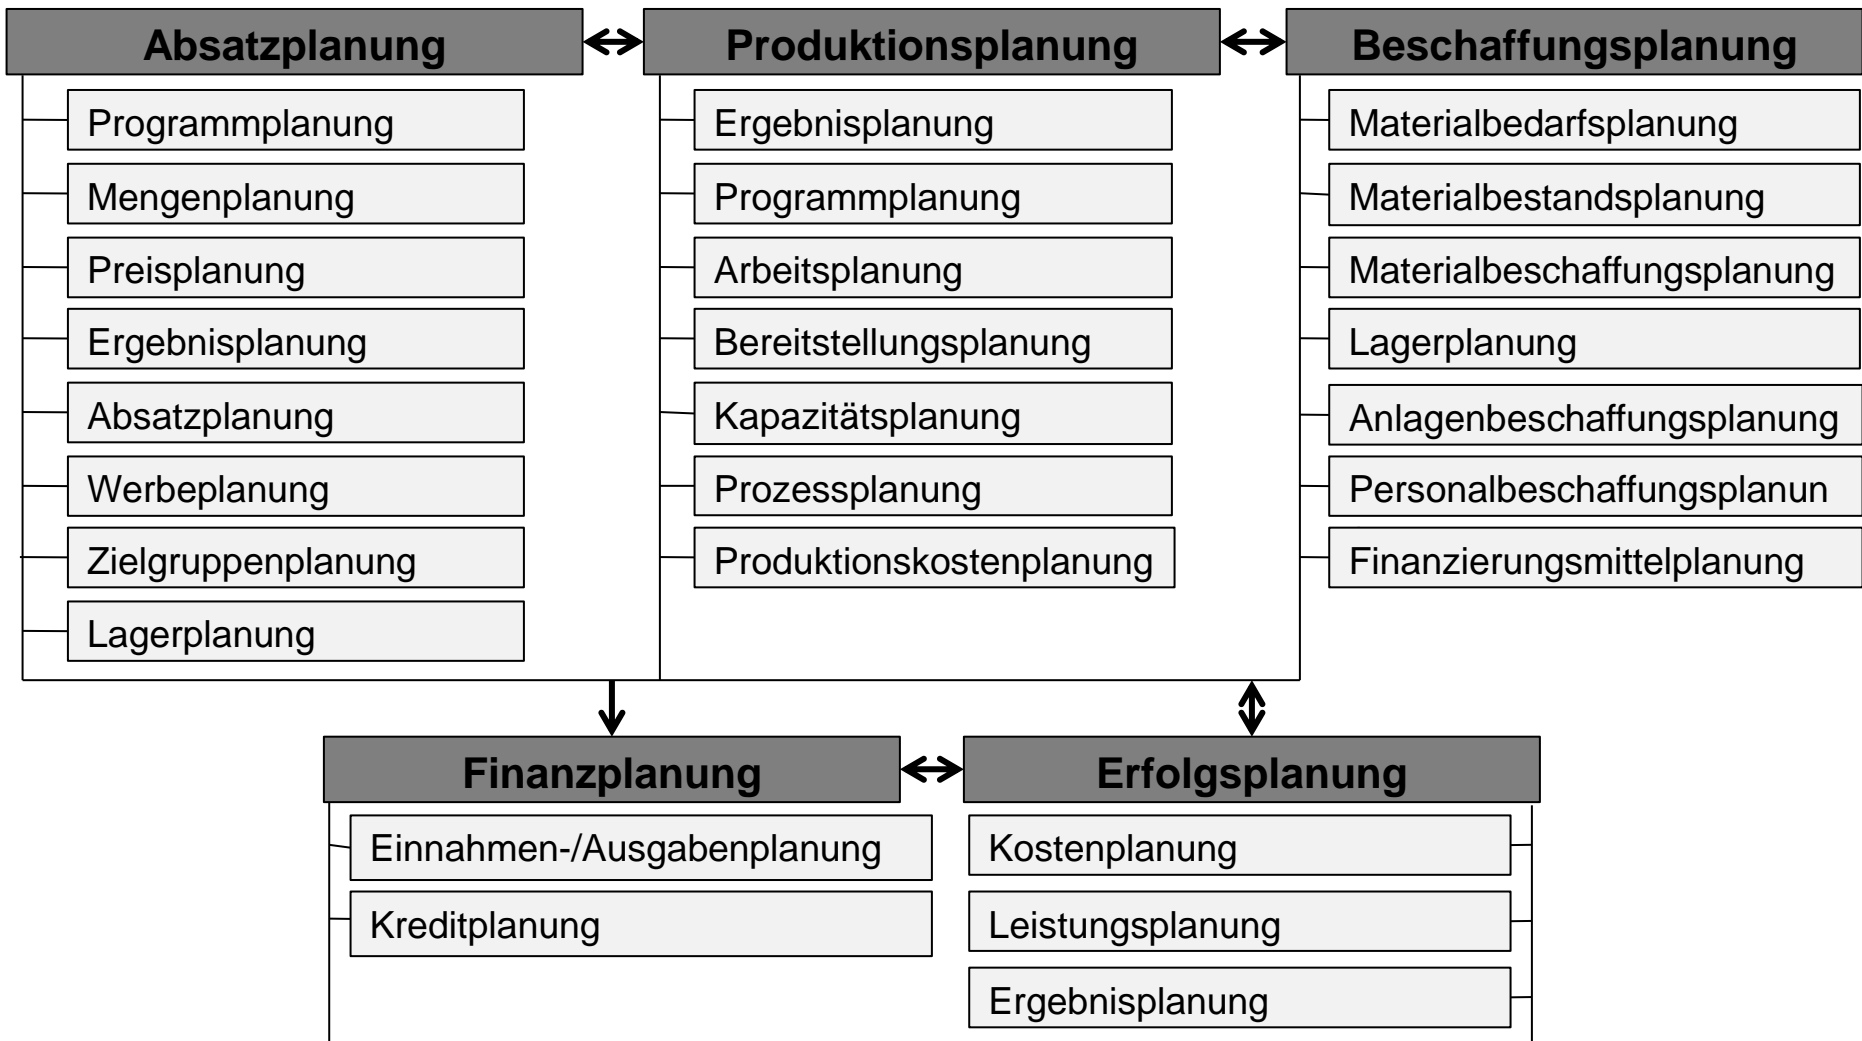 Absatzplanung
Programmplanung
Mengenplanung
Preisplanung
Ergebnisplanung
Absatzplanung
Werbeplanung
Zielgruppenplanung
Lagerplanung
Produktionsplanung
Ergebnisplanung
Programmplanung
Arbeitsplanung
Bereitstellungsplanung
Kapazitätsplanung
Prozessplanung
Produktionskostenplanung
Beschaffungsplanung
Materialbedarfsplanung
Materialbestandsplanung
Materialbeschaffungsplanung
Lagerplanung
Anlagenbeschaffungsplanung
Personalbeschaffungsplanun
Finanzierungsmittelplanung
Finanzplanung
Einnahmen-/Ausgabenplanung
Kreditplanung
Erfolgsplanung
Kostenplanung
Leistungsplanung
Ergebnisplanung